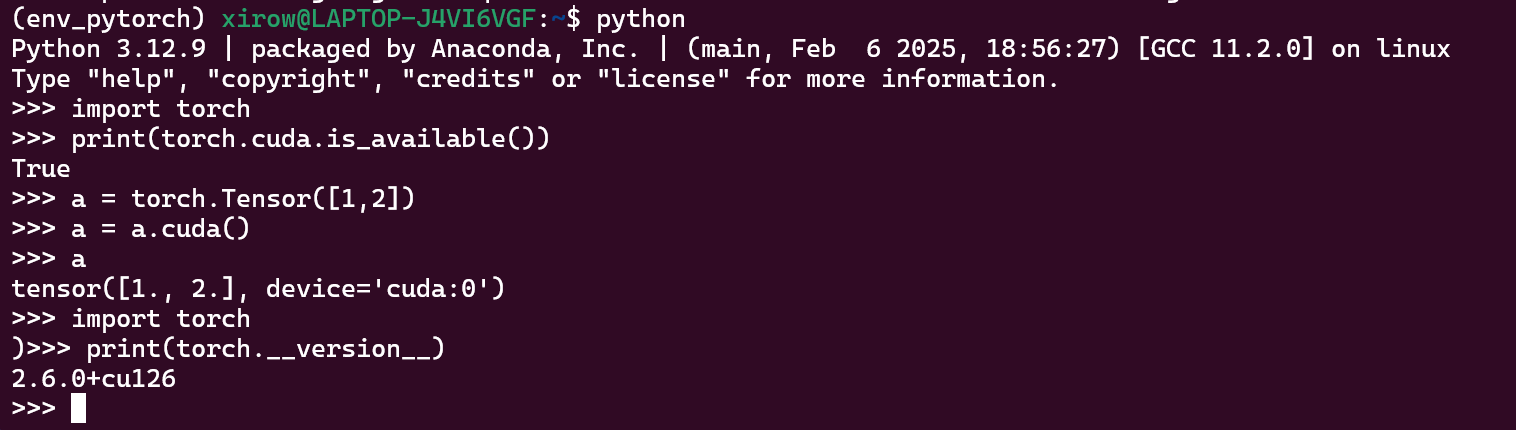 (env_pytorch) xirow@LAPTOP-J4VI6VGF:~$ python
Python 3.12.9 | packaged by Anaconda, Inc. | (main, Feb  6 2025, 18:56:27) [GCC 11.2.0] on linux
Type "help", "copyright", "credits" or "license" for more information.
>>> import torch
>>> print(torch.cuda.is_available())
True
>>> a = torch.Tensor([1,2])
>>> a = a.cuda()
>>> a
tensor([1., 2.], device='cuda:0')
>>> import torch
)>>> print(torch.__version__)
2.6.0+cu126
>>>